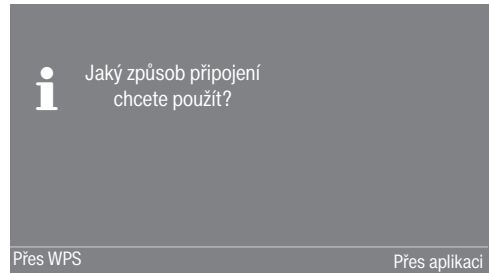 Jaký způsob připojení
chcete použít?
Přes WPS
Přes aplikaci